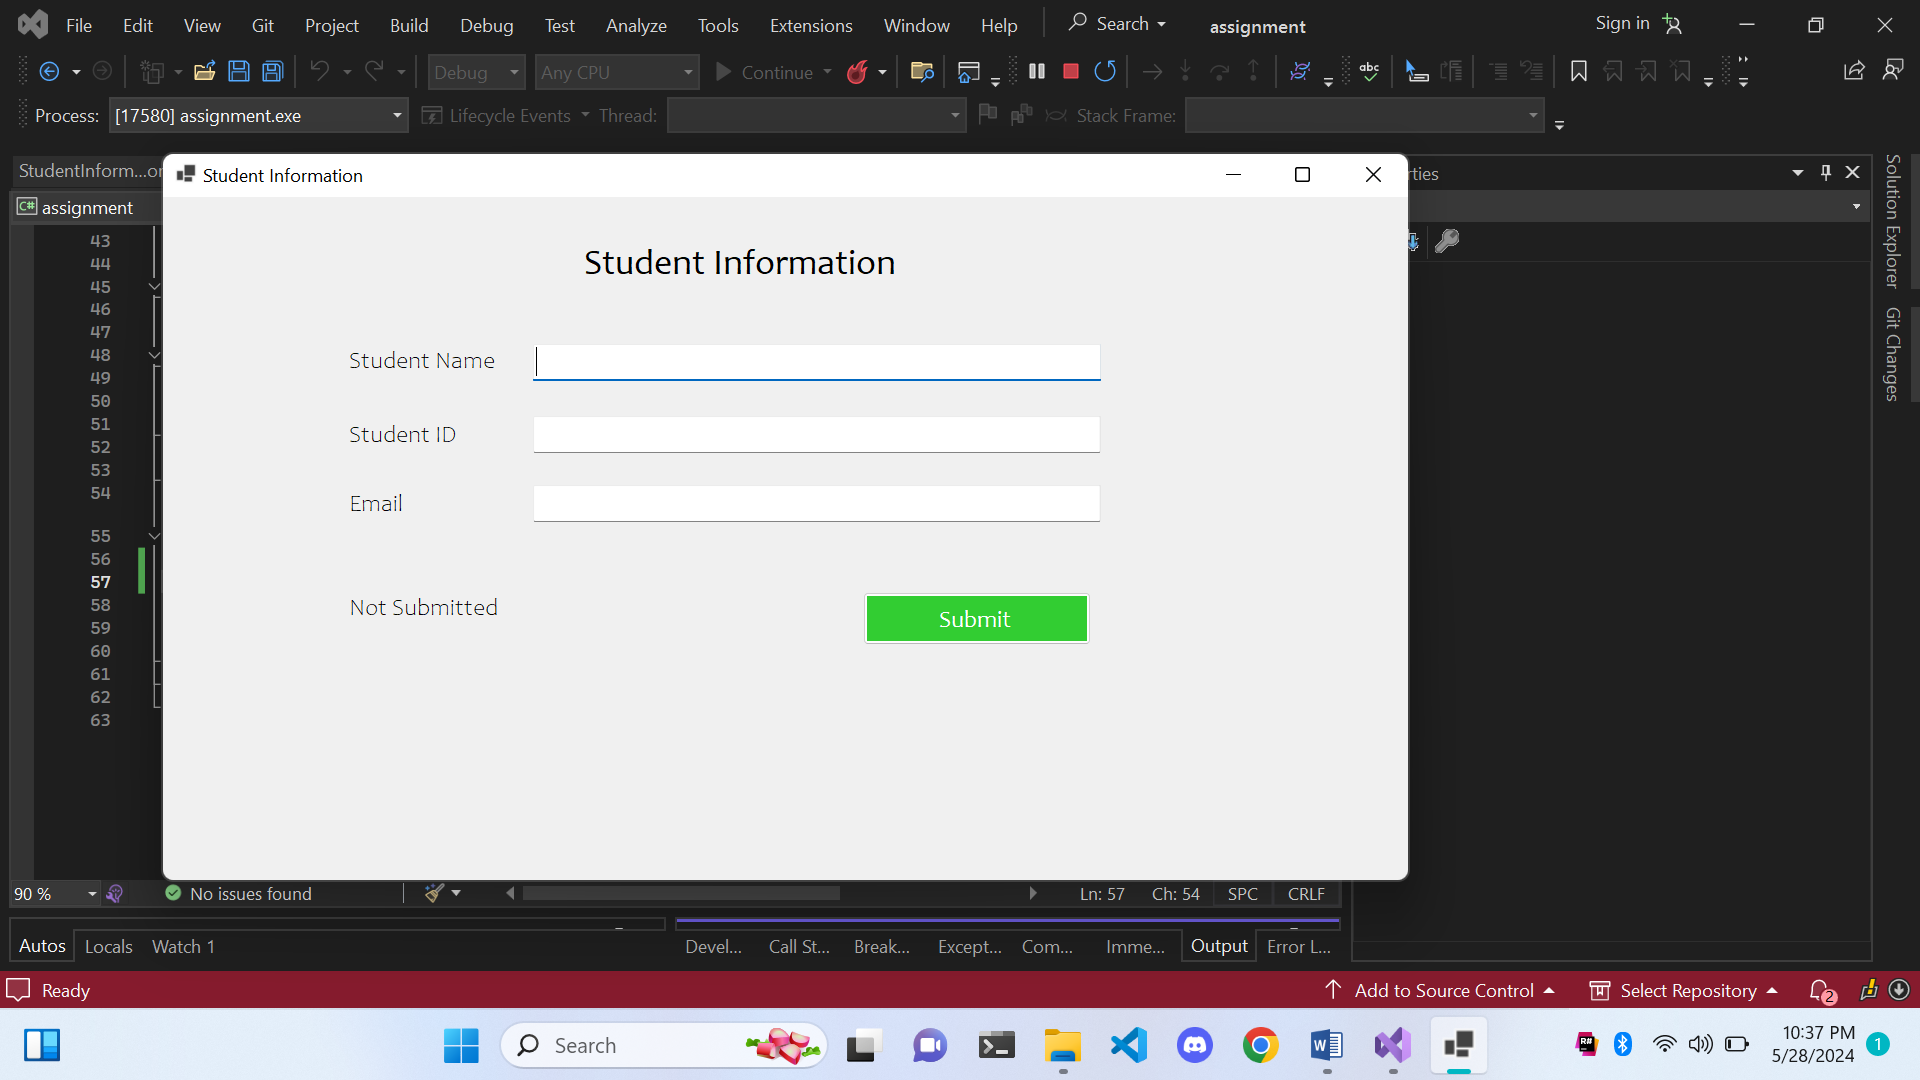 File Edit View Git Project Build Debug Test Analyze Tools Extensions Window Help Search assignment Sign in
Debug Any CPU Continue abc
Process: [17580] assignment.exe Lifecycle Events Thread: Stack Frame:
StudentInform...or
Student Information
rties
C# assignment
Student Information
Student Name
Student ID
Email
Not Submitted
Submit
43
44
45
46
47
48
49
50
51
52
53
54
55
56
57
58
59
60
61
62
63
Solution Explorer
Git Changes
90 % No issues found Ln: 57 Ch: 54 SPC CRLF
Autos Locals Watch 1 Devel... Call St... Break... Except... Com... Imme... Output Error L...
Ready Add to Source Control Select Repository 2
Search
R# 10:37 PM
5/28/2024 1